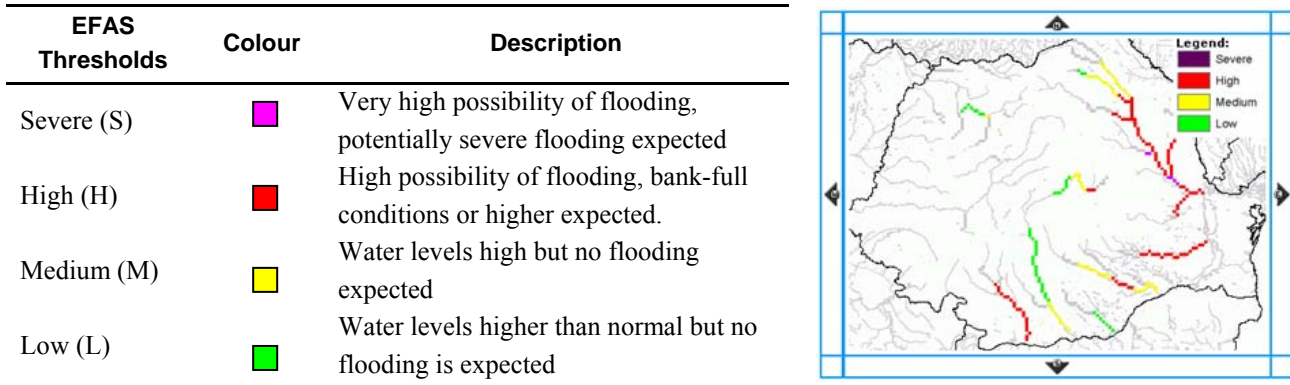 EFAS Thresholds Colour Description
Severe (S) Very high possibility of flooding,
potentially severe flooding expected
High (H) High possibility of flooding, bank-full
conditions or higher expected.
Medium (M) Water levels high but no flooding
expected
Low (L) Water levels higher than normal but no
flooding is expected
Legend:
Severe
High
Medium
Low